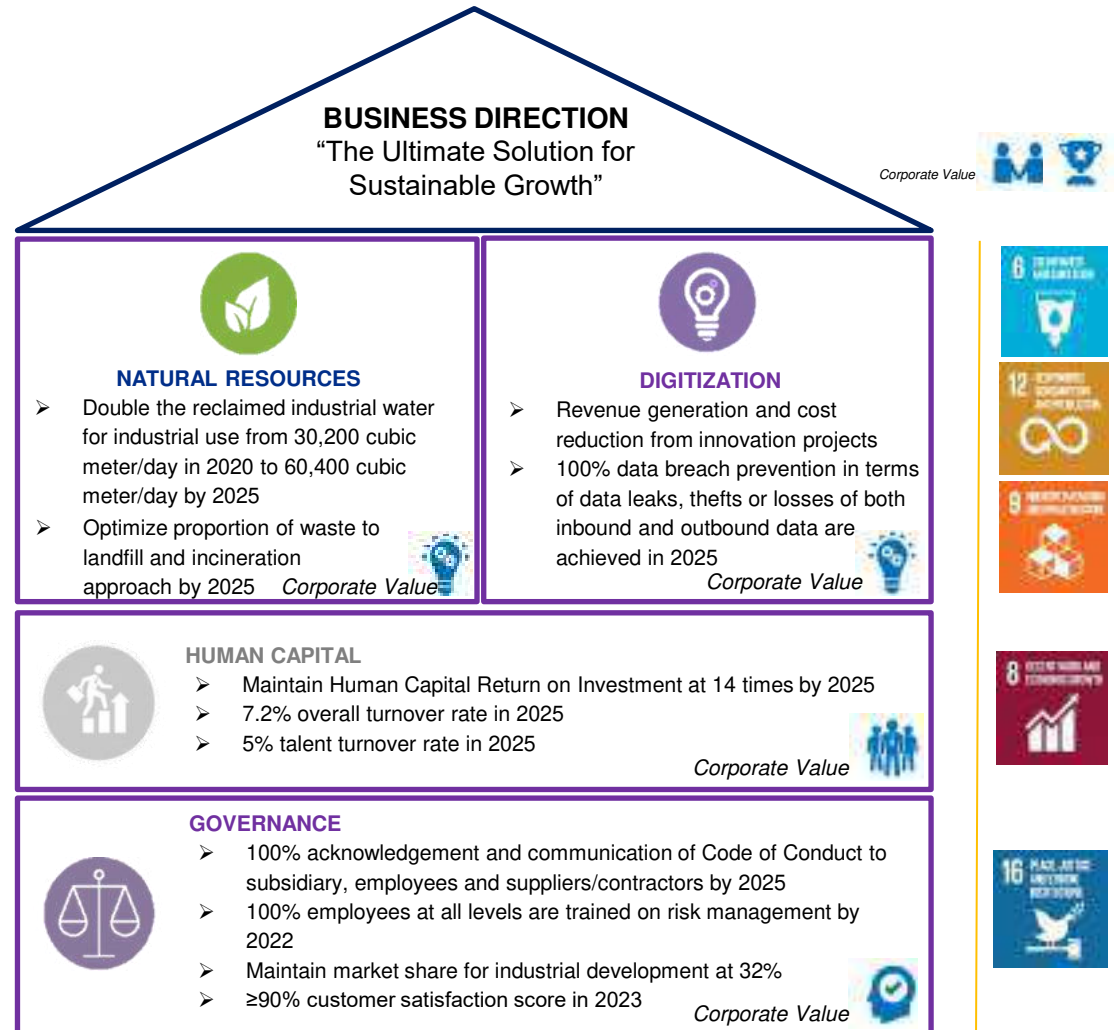 BUSINESS DIRECTION
“The Ultimate Solution for
Sustainable Growth”
Corporate Value
NATURAL RESOURCES
➢ Double the reclaimed industrial water
for industrial use from 30,200 cubic
meter/day in 2020 to 60,400 cubic
meter/day by 2025
➢ Optimize proportion of waste to
landfill and incineration
approach by 2025 Corporate Value
DIGITIZATION
➢ Revenue generation and cost
reduction from innovation projects
➢ 100% data breach prevention in terms
of data leaks, thefts or losses of both
inbound and outbound data are
achieved in 2025
Corporate Value
6
12
9
HUMAN CAPITAL
➢ Maintain Human Capital Return on Investment at 14 times by 2025
➢ 7.2% overall turnover rate in 2025
➢ 5% talent turnover rate in 2025
Corporate Value
8
GOVERNANCE
➢ 100% acknowledgement and communication of Code of Conduct to
subsidiary, employees and suppliers/contractors by 2025
➢ 100% employees at all levels are trained on risk management by
2022
➢ Maintain market share for industrial development at 32%
➢ ≥90% customer satisfaction score in 2023
Corporate Value
16